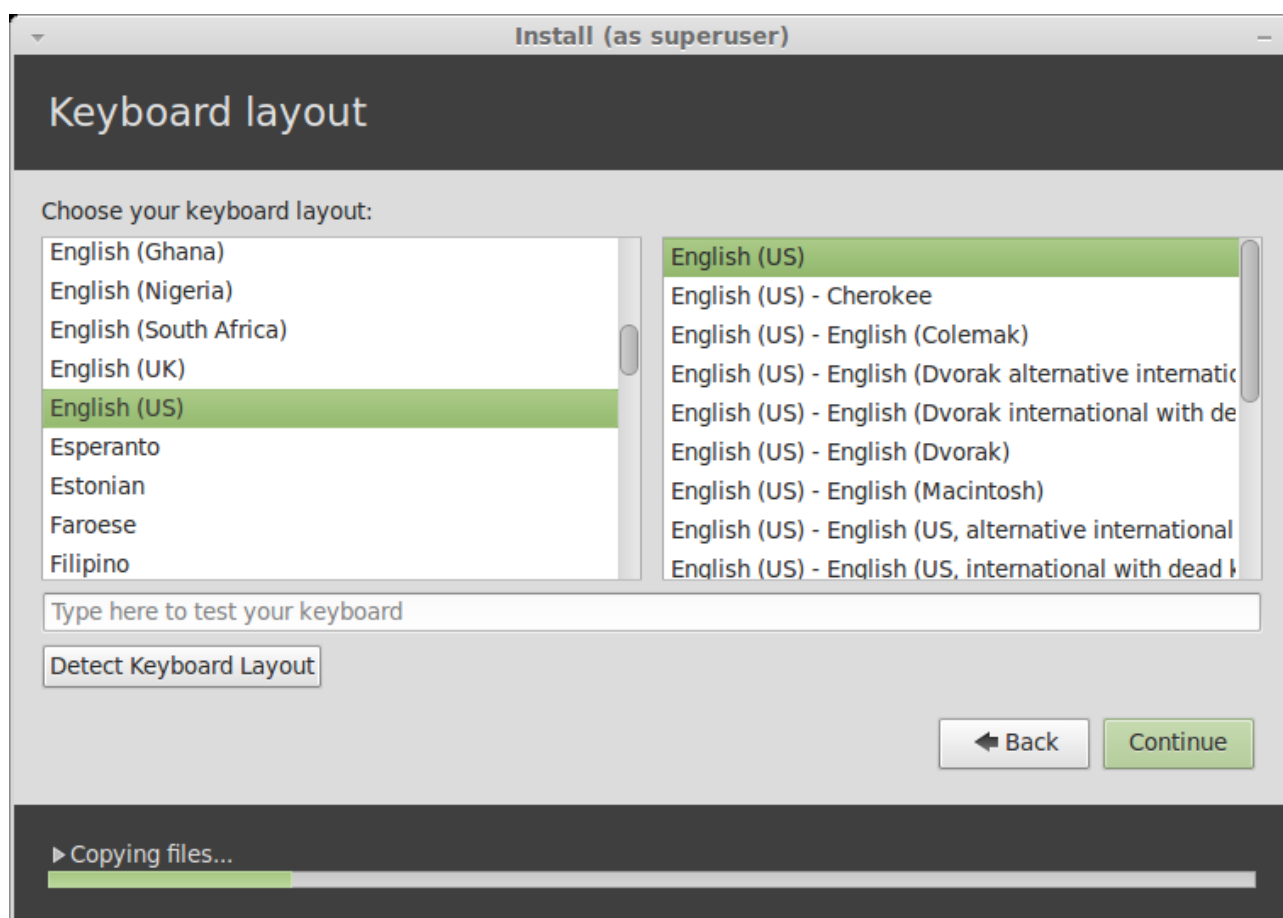 Install (as superuser)
Keyboard layout
Choose your keyboard layout:
English (Ghana)
English (Nigeria)
English (South Africa)
English (UK)
English (US)
Esperanto
Estonian
Faroese
Filipino
English (US)
English (US) - Cherokee
English (US) - English (Colemak)
English (US) - English (Dvorak alternative internatic
English (US) - English (Dvorak international with de
English (US) - English (Dvorak)
English (US) - English (Macintosh)
English (US) - English (US, alternative international
English (US) - English (US, international with dead
Type here to test your keyboard
Detect Keyboard Layout
Back
Continue
Copying files...